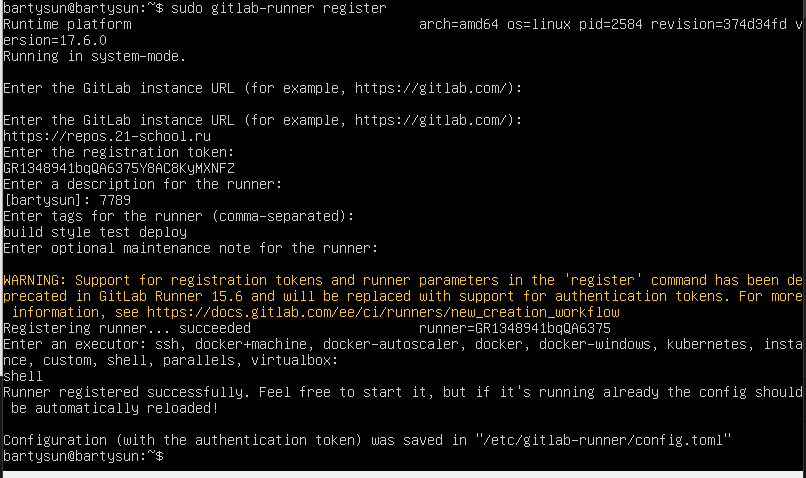 bartysun@bartysun:~$ sudo gitlab-runner register
Runtime platform                                    arch=amd64 os=linux pid=2584 revision=374d34fd v
ersion=17.6.0
Running in system-mode.
Enter the GitLab instance URL (for example, https://gitlab.com/):
Enter the GitLab instance URL (for example, https://gitlab.com/):
https://repos.21-school.ru
Enter the registration token:
GR1348941bqQA6375Y8AC8KyMXNFZ
Enter a description for the runner:
[bartysun]: 7789
Enter tags for the runner (comma-separated):
build style test deploy
Enter optional maintenance note for the runner:
WARNING: Support for registration tokens and runner parameters in the 'register' command has been de
precated in GitLab Runner 15.6 and will be replaced with support for authentication tokens. For more
 information, see https://docs.gitlab.com/ee/ci/runners/new_creation_workflow
Registering runner... succeeded                     runner=GR1348941bqQA6375
Enter an executor: ssh, docker+machine, docker-autoscaler, docker, docker-windows, kubernetes, insta
nce, custom, shell, parallels, virtualbox:
shell
Runner registered successfully. Feel free to start it, but if it's running already the config should
 be automatically reloaded!
Configuration (with the authentication token) was saved in "/etc/gitlab-runner/config.toml"
bartysun@bartysun:~$